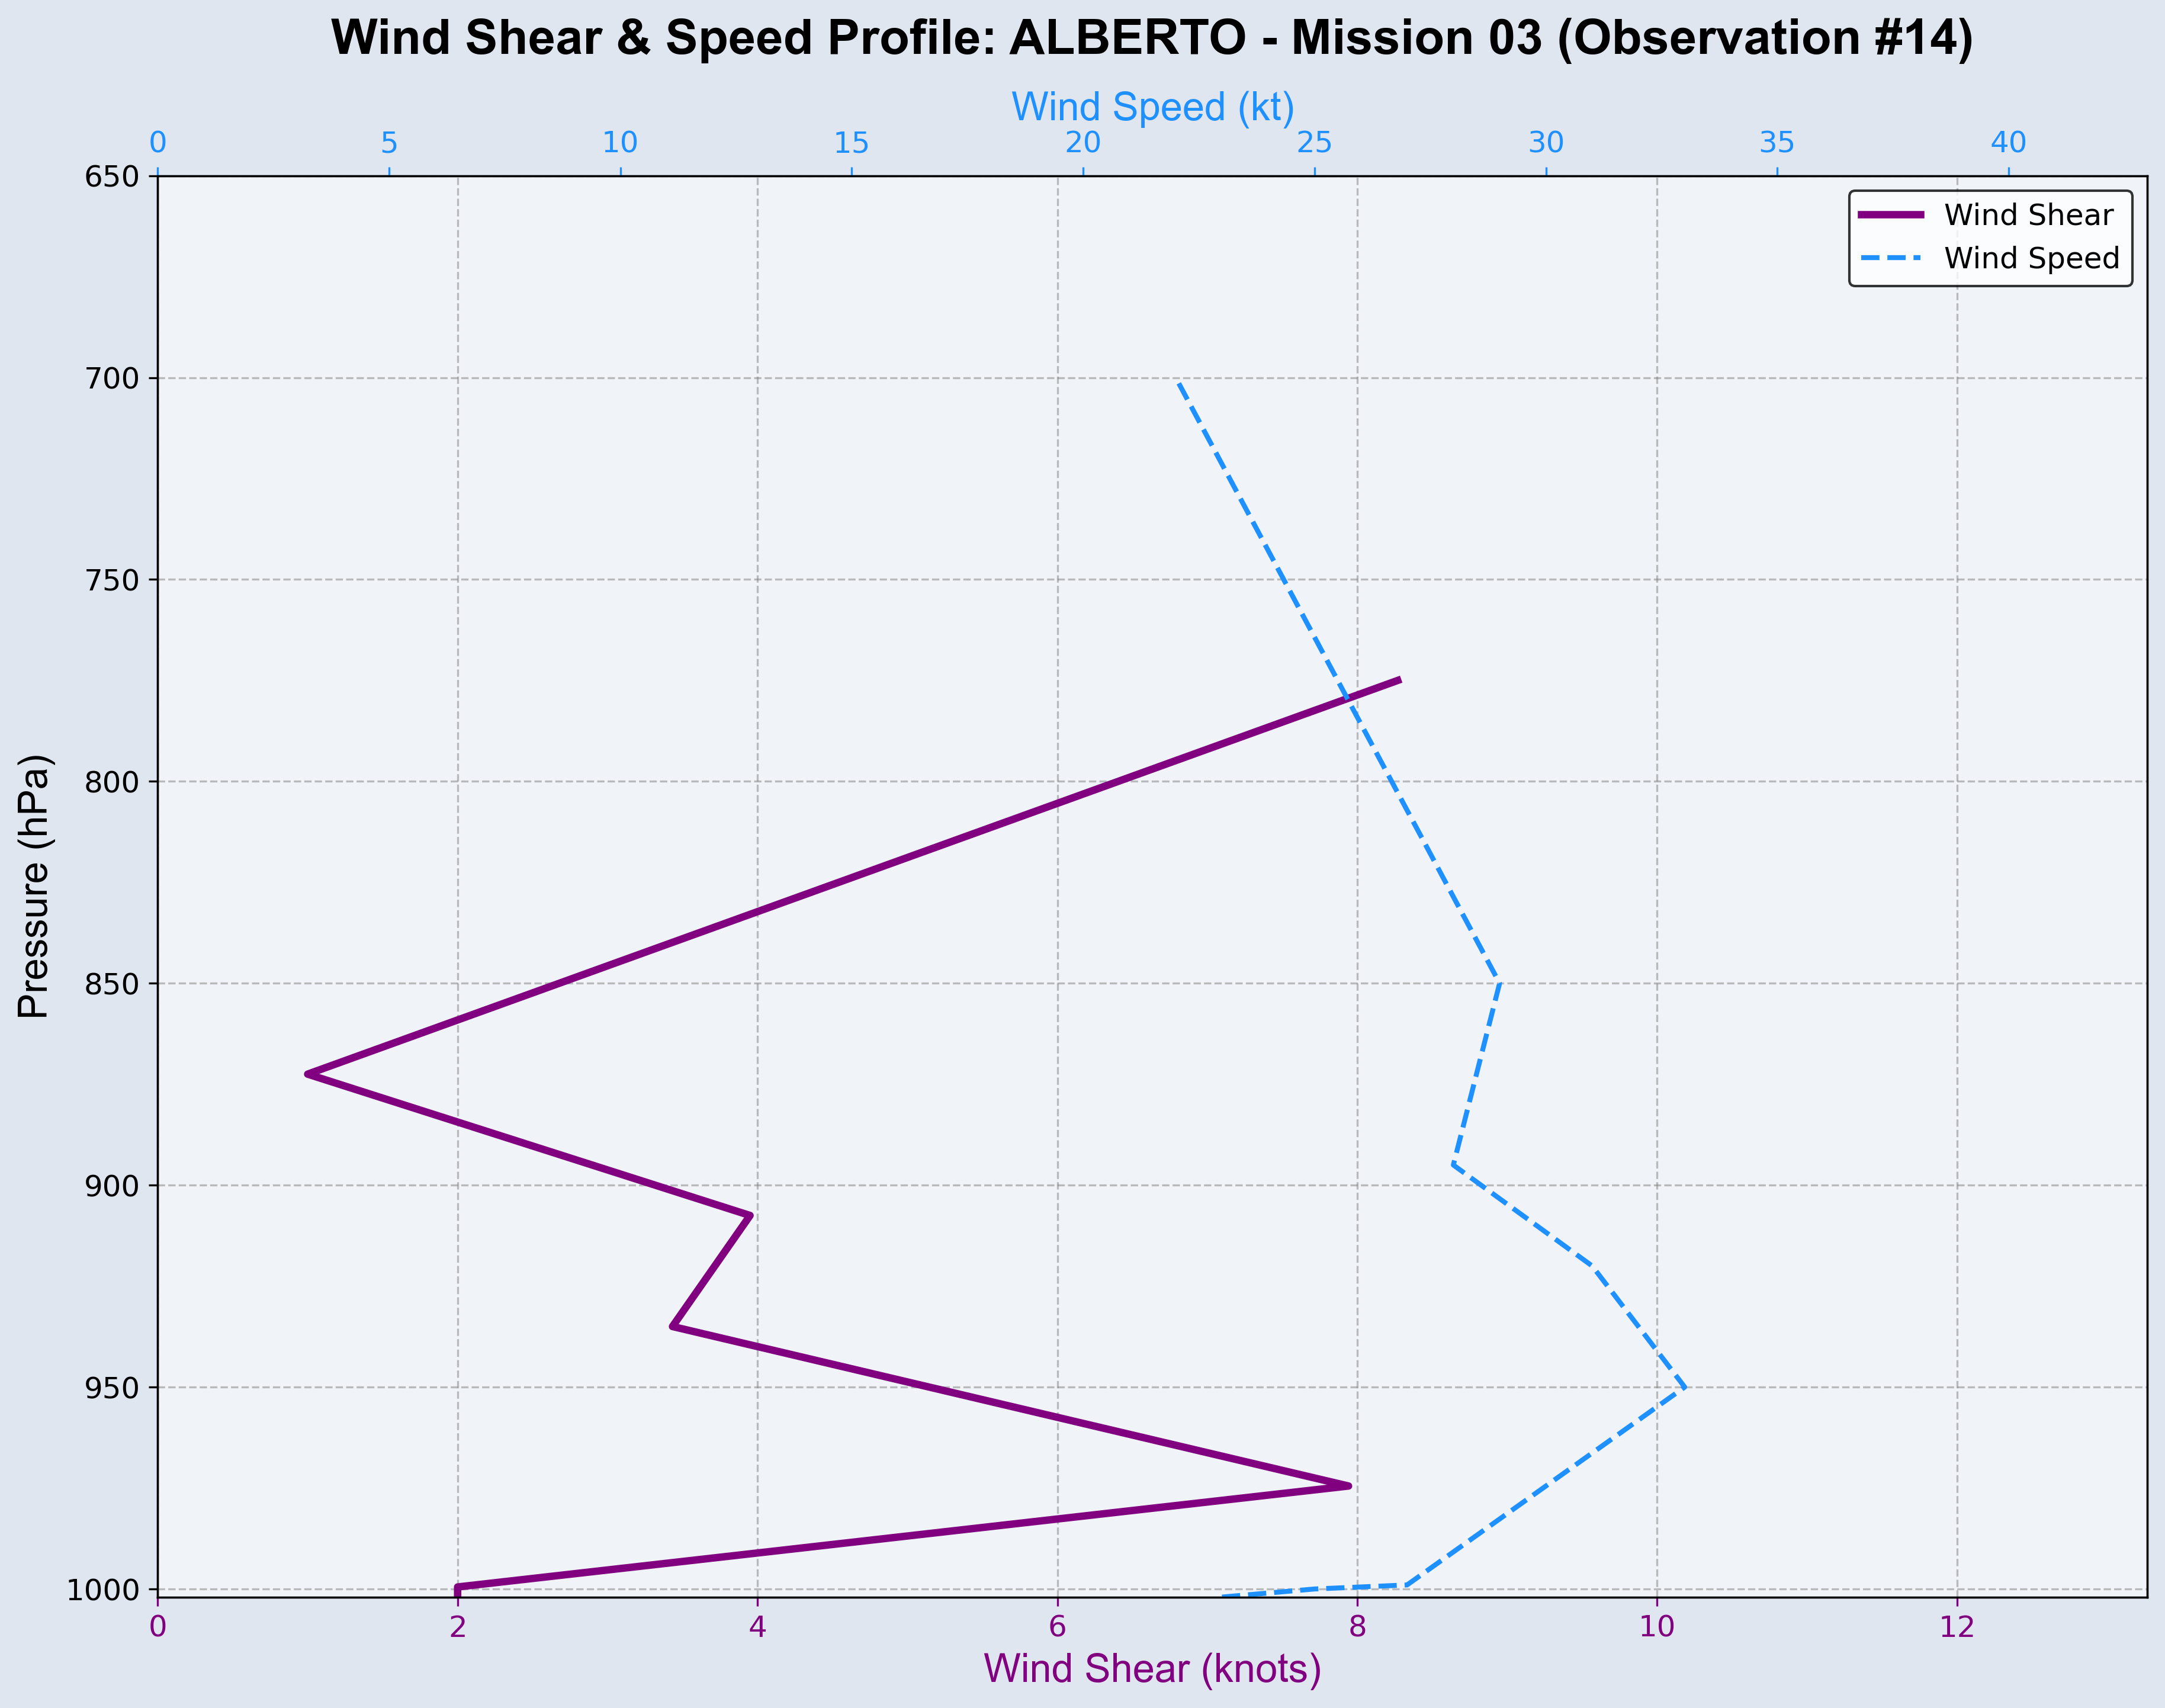 Wind Shear & Speed Profile: ALBERTO - Mission 03 (Observation #14)
Wind Speed (kt)
0 5 10 15 20 25 30 35 40
Wind Shear
Wind Speed
Pressure (hPa)
650
700
750
800
850
900
950
1000
0 2 4 6 8 10 12
Wind Shear (knots)